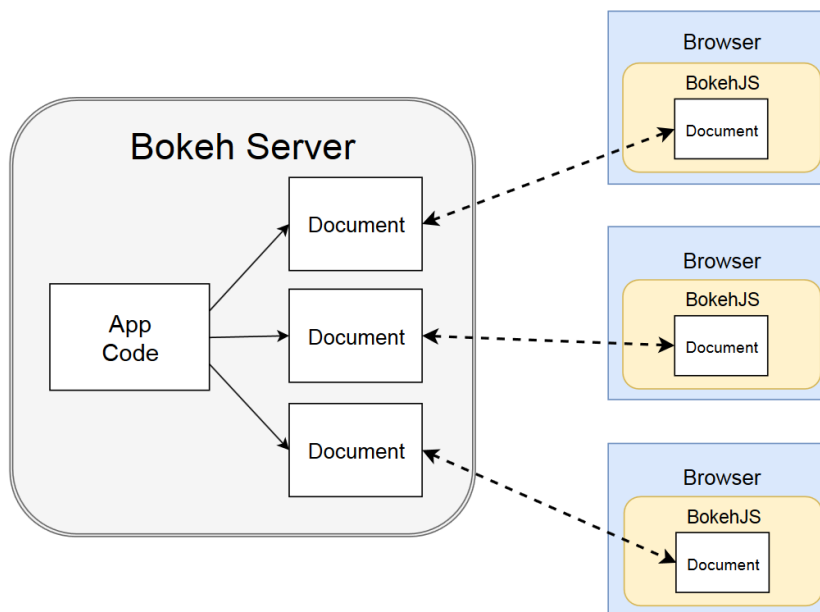 Bokeh Server
App
Code
Document
Document
Document
Browser
BokehJS
Document
Browser
BokehJS
Document
Browser
BokehJS
Document